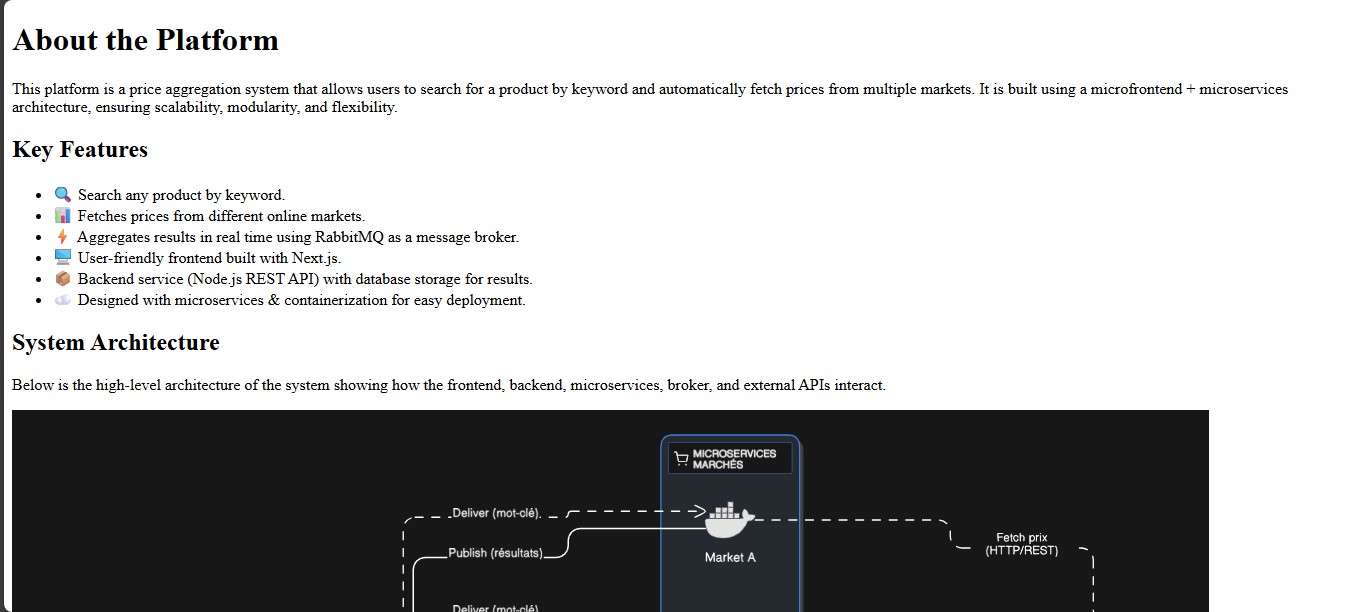 About the Platform
This platform is a price aggregation system that allows users to search for a product by keyword and automatically fetch prices from multiple markets. It is built using a microfrontend + microservices
architecture, ensuring scalability, modularity, and flexibility.
Key Features
Search any product by keyword.
Fetches prices from different online markets.
Aggregates results in real time using RabbitMQ as a message broker.
User-friendly frontend built with Next.js.
Backend service (Node.js REST API) with database storage for results.
Designed with microservices & containerization for easy deployment.
System Architecture
Below is the high-level architecture of the system showing how the frontend, backend, microservices, broker, and external APIs interact.
MICROSERVICES
MARCHÉS
Deliver (mot-clé)
Publish (résultats)
Market A
Fetch prix
(HTTP/REST)
Deliver (mot-clé)